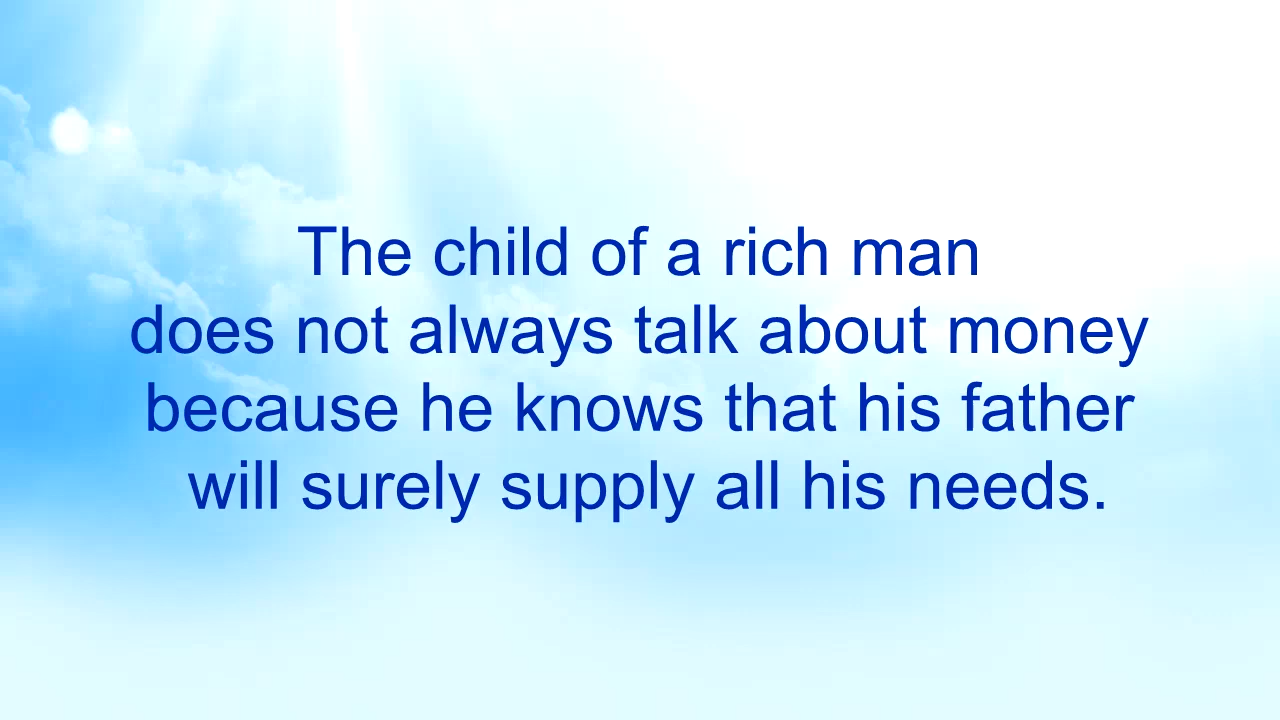 The child of a rich man
does not always talk about money
because he knows that his father
will surely supply all his needs.